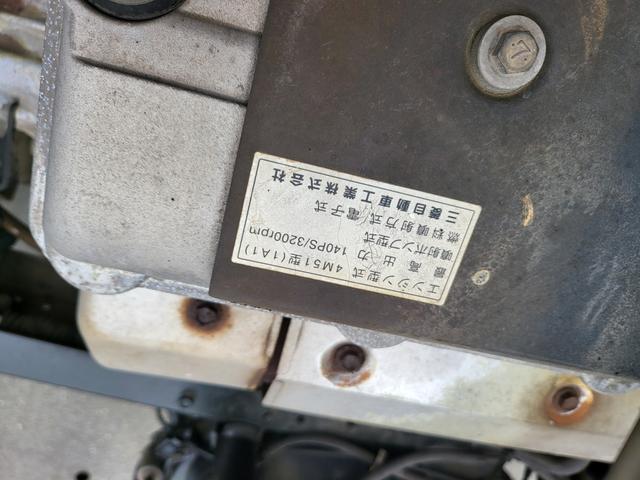 エンジン型式 4M51型(1A1)
最高出力 140PS/3200rpm
噴射ポンプ型式
燃料噴射方式 電子式
三菱自動車工業株式会社
7